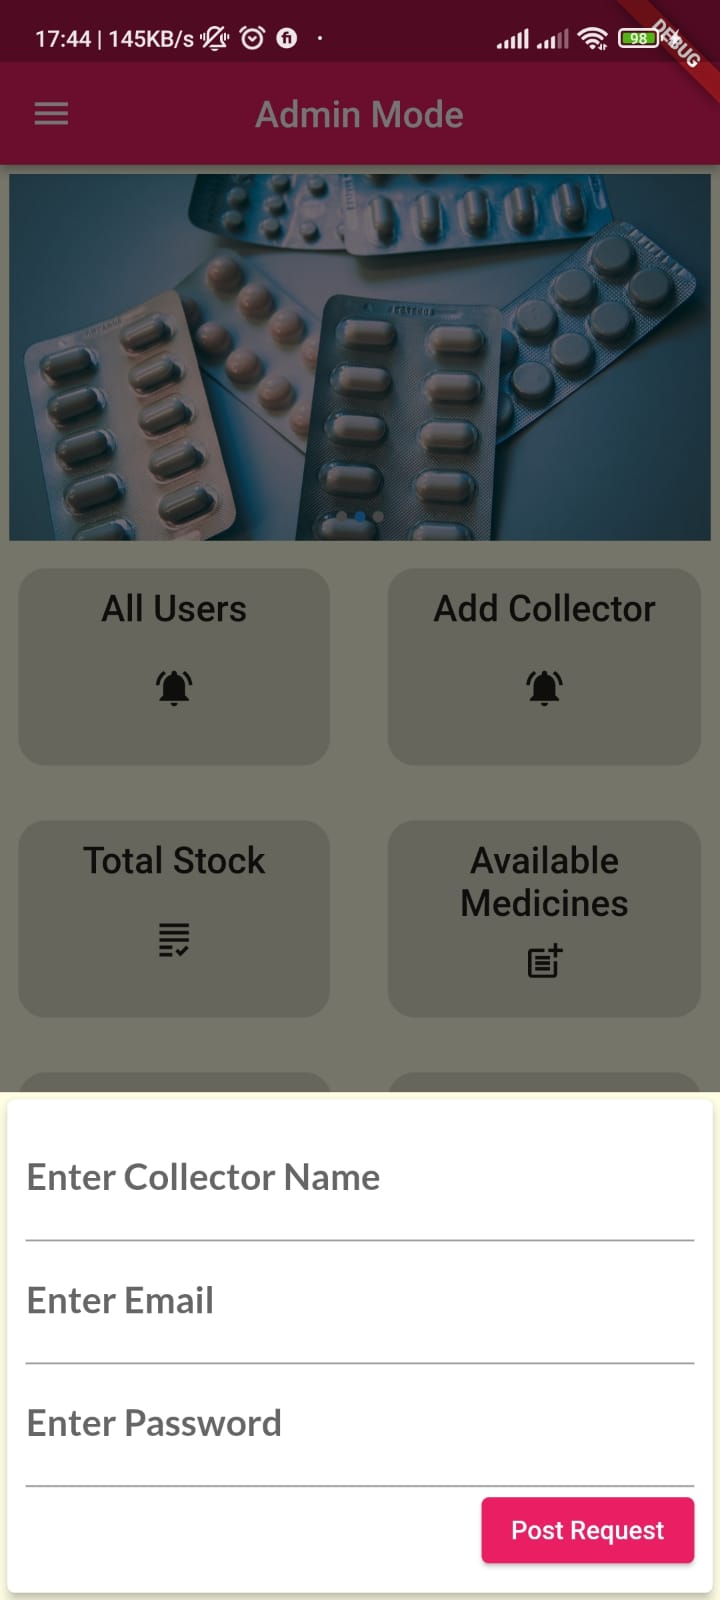 17:44 | 145KB/s
98
DEBUG
Admin Mode
All Users
Add Collector
Total Stock
Available
Medicines
Enter Collector Name
Enter Email
Enter Password
Post Request